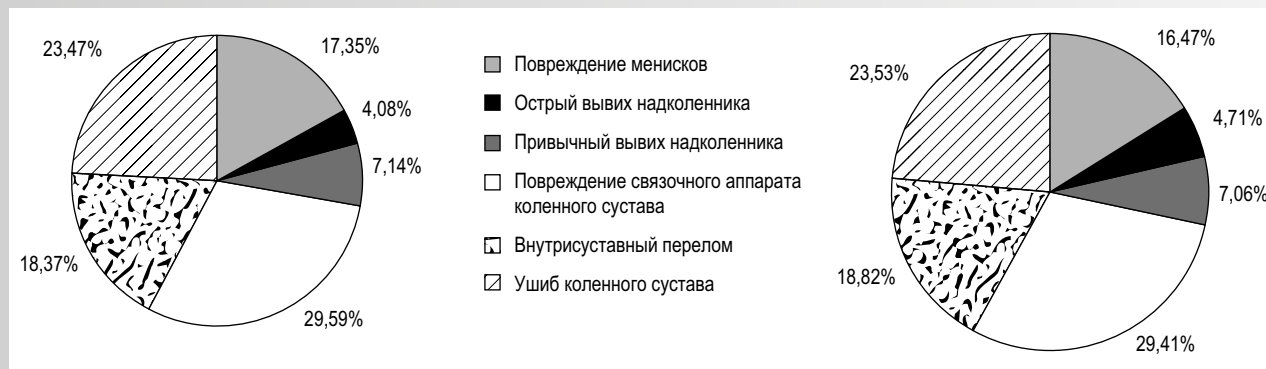 23,47%
17,35%
4,08%
7,14%
18,37%
29,59%
Повреждение менисков
Острый вывих надколенника
Привычный вывих надколенника
Повреждение связочного аппарата
коленного сустава
Внутрисуставный перелом
Ушиб коленного сустава
16,47%
23,53%
4,71%
7,06%
18,82%
29,41%